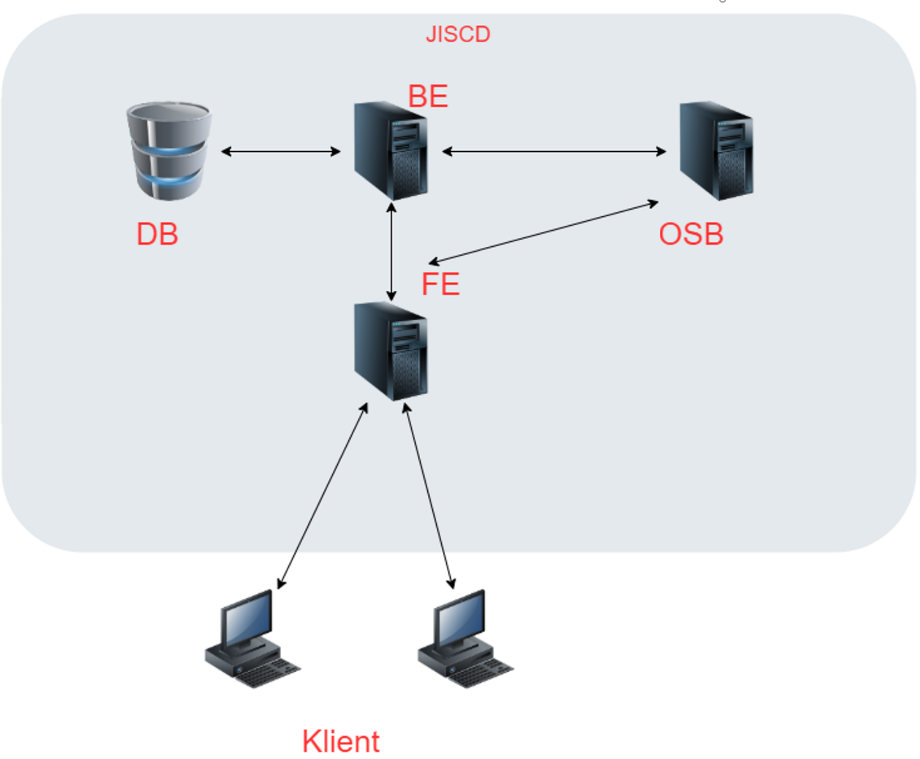 JISCD
BE
DB
OSB
FE
Klient